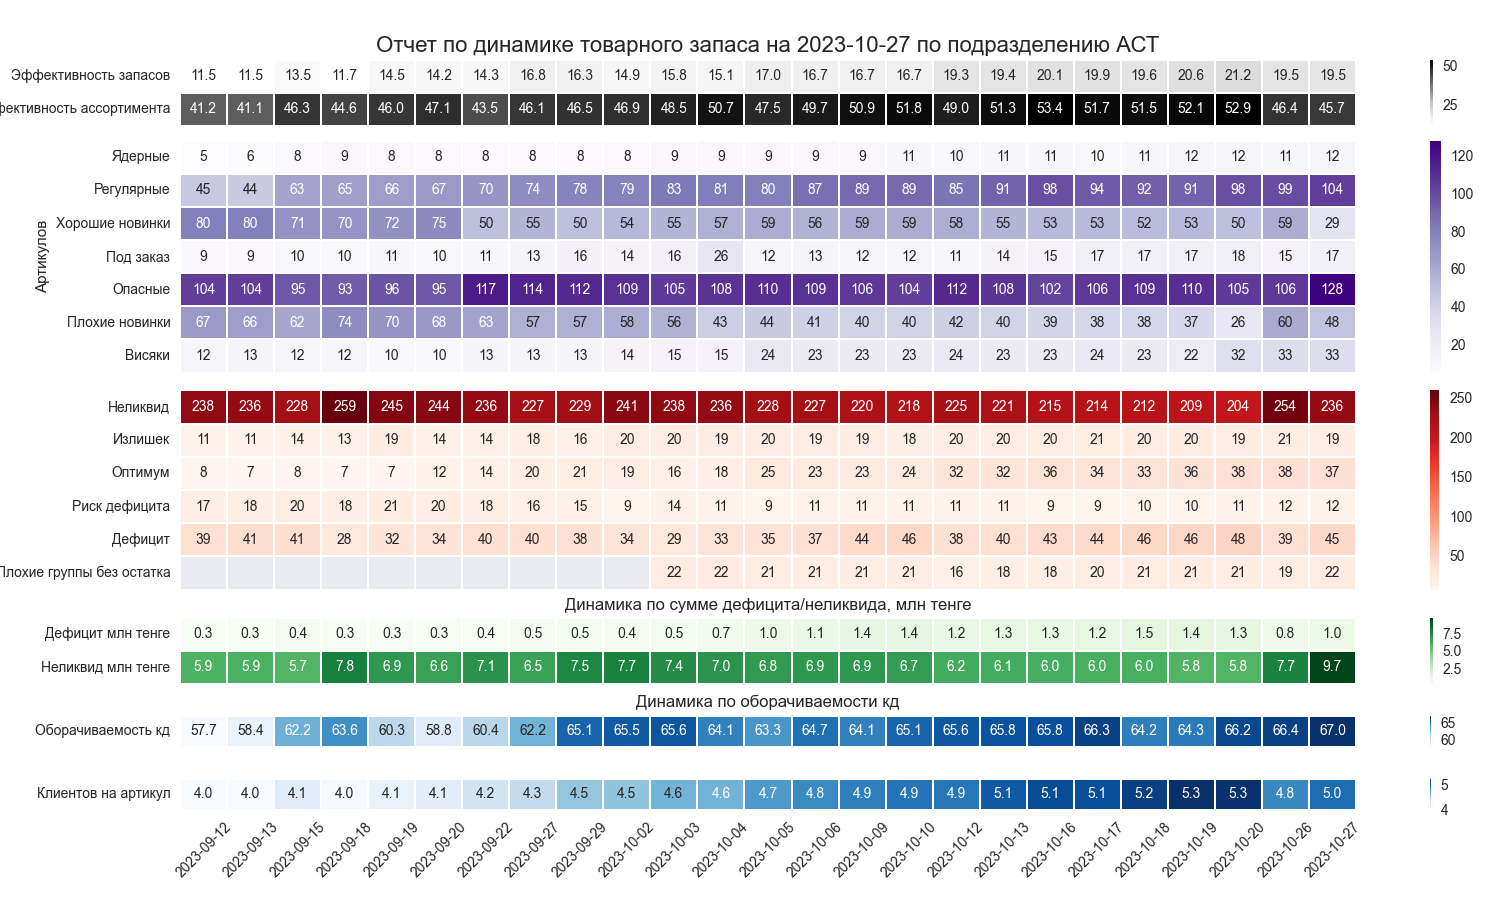 Отчет по динамике товарного запаса на 2023-10-27 по подразделению АСТ
Эффективность запасов 11.5 11.5 13.5 11.7 14.5 14.2 14.3 16.8 16.3 14.9 15.8 15.1 17.0 16.7 16.7 16.7 19.3 19.4 20.1 19.9 19.6 20.6 21.2 19.5 19.5
фективность ассортимента 41.2 41.1 46.3 44.6 46.0 47.1 43.5 46.1 46.5 46.9 48.5 50.7 47.5 49.7 50.9 51.8 49.0 51.3 53.4 51.7 51.5 52.1 52.9 46.4 45.7
50
25
Артикулов
Ядерные 5 6 8 9 8 8 8 8 8 8 9 9 9 9 9 11 10 11 11 10 11 12 12 11 12
Регулярные 45 44 63 65 66 67 70 74 78 79 83 81 80 87 89 89 85 91 98 94 92 91 98 99 104
Хорошие новинки 80 80 71 70 72 75 50 55 50 54 55 57 59 56 59 59 58 55 53 53 52 53 50 59 29
Под заказ 9 9 10 10 11 10 11 13 16 14 16 26 12 13 12 12 11 14 15 17 17 17 18 15 17
Опасные 104 104 95 93 96 95 117 114 112 109 105 108 110 109 106 104 112 108 102 106 109 110 105 106 128
Плохие новинки 67 66 62 74 70 68 63 57 57 58 56 43 44 41 40 40 42 40 39 38 38 37 26 60 48
Висяки 12 13 12 12 10 10 13 13 13 14 15 15 24 23 23 23 24 23 23 24 23 22 32 33 33
120
100
80
60
40
20
Неликвид 238 236 228 259 245 244 236 227 229 241 238 236 228 227 220 218 225 221 215 214 212 209 204 254 236
Излишек 11 11 14 13 19 14 14 18 16 20 20 19 20 19 19 18 20 20 20 21 20 20 19 21 19
Оптимум 8 7 8 7 7 12 14 20 21 19 16 18 25 23 23 24 32 32 36 34 33 36 38 38 37
Риск дефицита 17 18 20 18 21 20 18 16 15 9 14 11 9 11 11 11 11 11 9 9 10 10 11 12 12
Дефицит 39 41 41 28 32 34 40 40 38 34 29 33 35 37 44 46 38 40 43 44 46 46 48 39 45
Плохие группы без остатка 22 22 21 21 21 21 16 18 18 20 21 21 21 19 22
250
200
150
100
50
Динамика по сумме дефицита/неликвида, млн тенге
Дефицит млн тенге 0.3 0.3 0.4 0.3 0.3 0.3 0.4 0.5 0.5 0.4 0.5 0.7 1.0 1.1 1.4 1.4 1.2 1.3 1.3 1.2 1.5 1.4 1.3 0.8 1.0
Неликвид млн тенге 5.9 5.9 5.7 7.8 6.9 6.6 7.1 6.5 7.5 7.7 7.4 7.0 6.8 6.9 6.9 6.7 6.2 6.1 6.0 6.0 6.0 5.8 5.8 7.7 9.7
7.5
5.0
2.5
Динамика по оборачиваемости кд
Оборачиваемость кд 57.7 58.4 62.2 63.6 60.3 58.8 60.4 62.2 65.1 65.5 65.6 64.1 63.3 64.7 64.1 65.1 65.6 65.8 65.8 66.3 64.2 64.3 66.2 66.4 67.0
65
60
Клиентов на артикул 4.0 4.0 4.1 4.0 4.1 4.1 4.2 4.3 4.5 4.5 4.6 4.6 4.7 4.8 4.9 4.9 4.9 5.1 5.1 5.1 5.2 5.3 5.3 4.8 5.0
5
4
2023-09-12 2023-09-13 2023-09-15 2023-09-18 2023-09-19 2023-09-20 2023-09-22 2023-09-27 2023-09-29 2023-10-02 2023-10-03 2023-10-04 2023-10-05 2023-10-06 2023-10-09 2023-10-10 2023-10-12 2023-10-13 2023-10-16 2023-10-17 2023-10-18 2023-10-19 2023-10-20 2023-10-26 2023-10-27